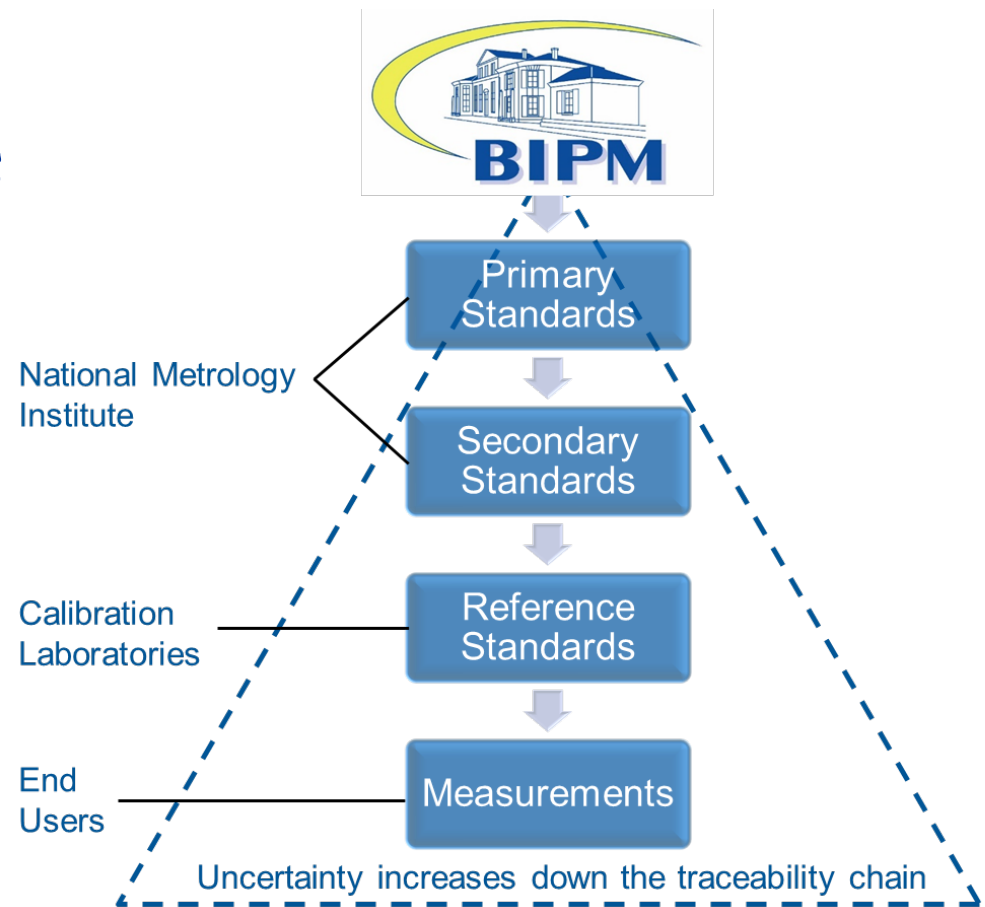 BIPM
Primary
Standards
National Metrology
Institute
Secondary
Standards
Calibration
Laboratories
Reference
Standards
End
Users
Measurements
Uncertainty increases down the traceability chain